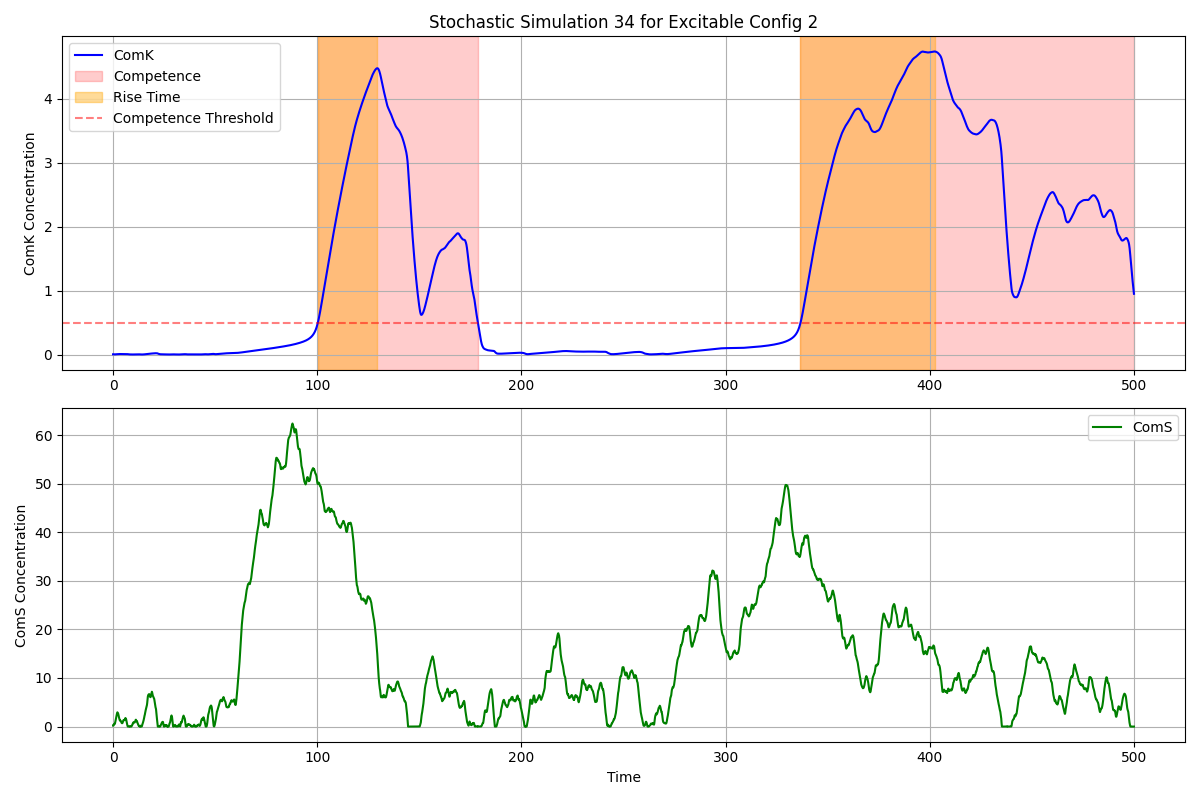 Stochastic Simulation 34 for Excitable Config 2
ComK
Competence
Rise Time
Competence Threshold
ComK Concentration
4
3
2
1
0
0 100 200 300 400 500
ComS
ComS Concentration
60
50
40
30
20
10
0
0 100 200 300 400 500
Time